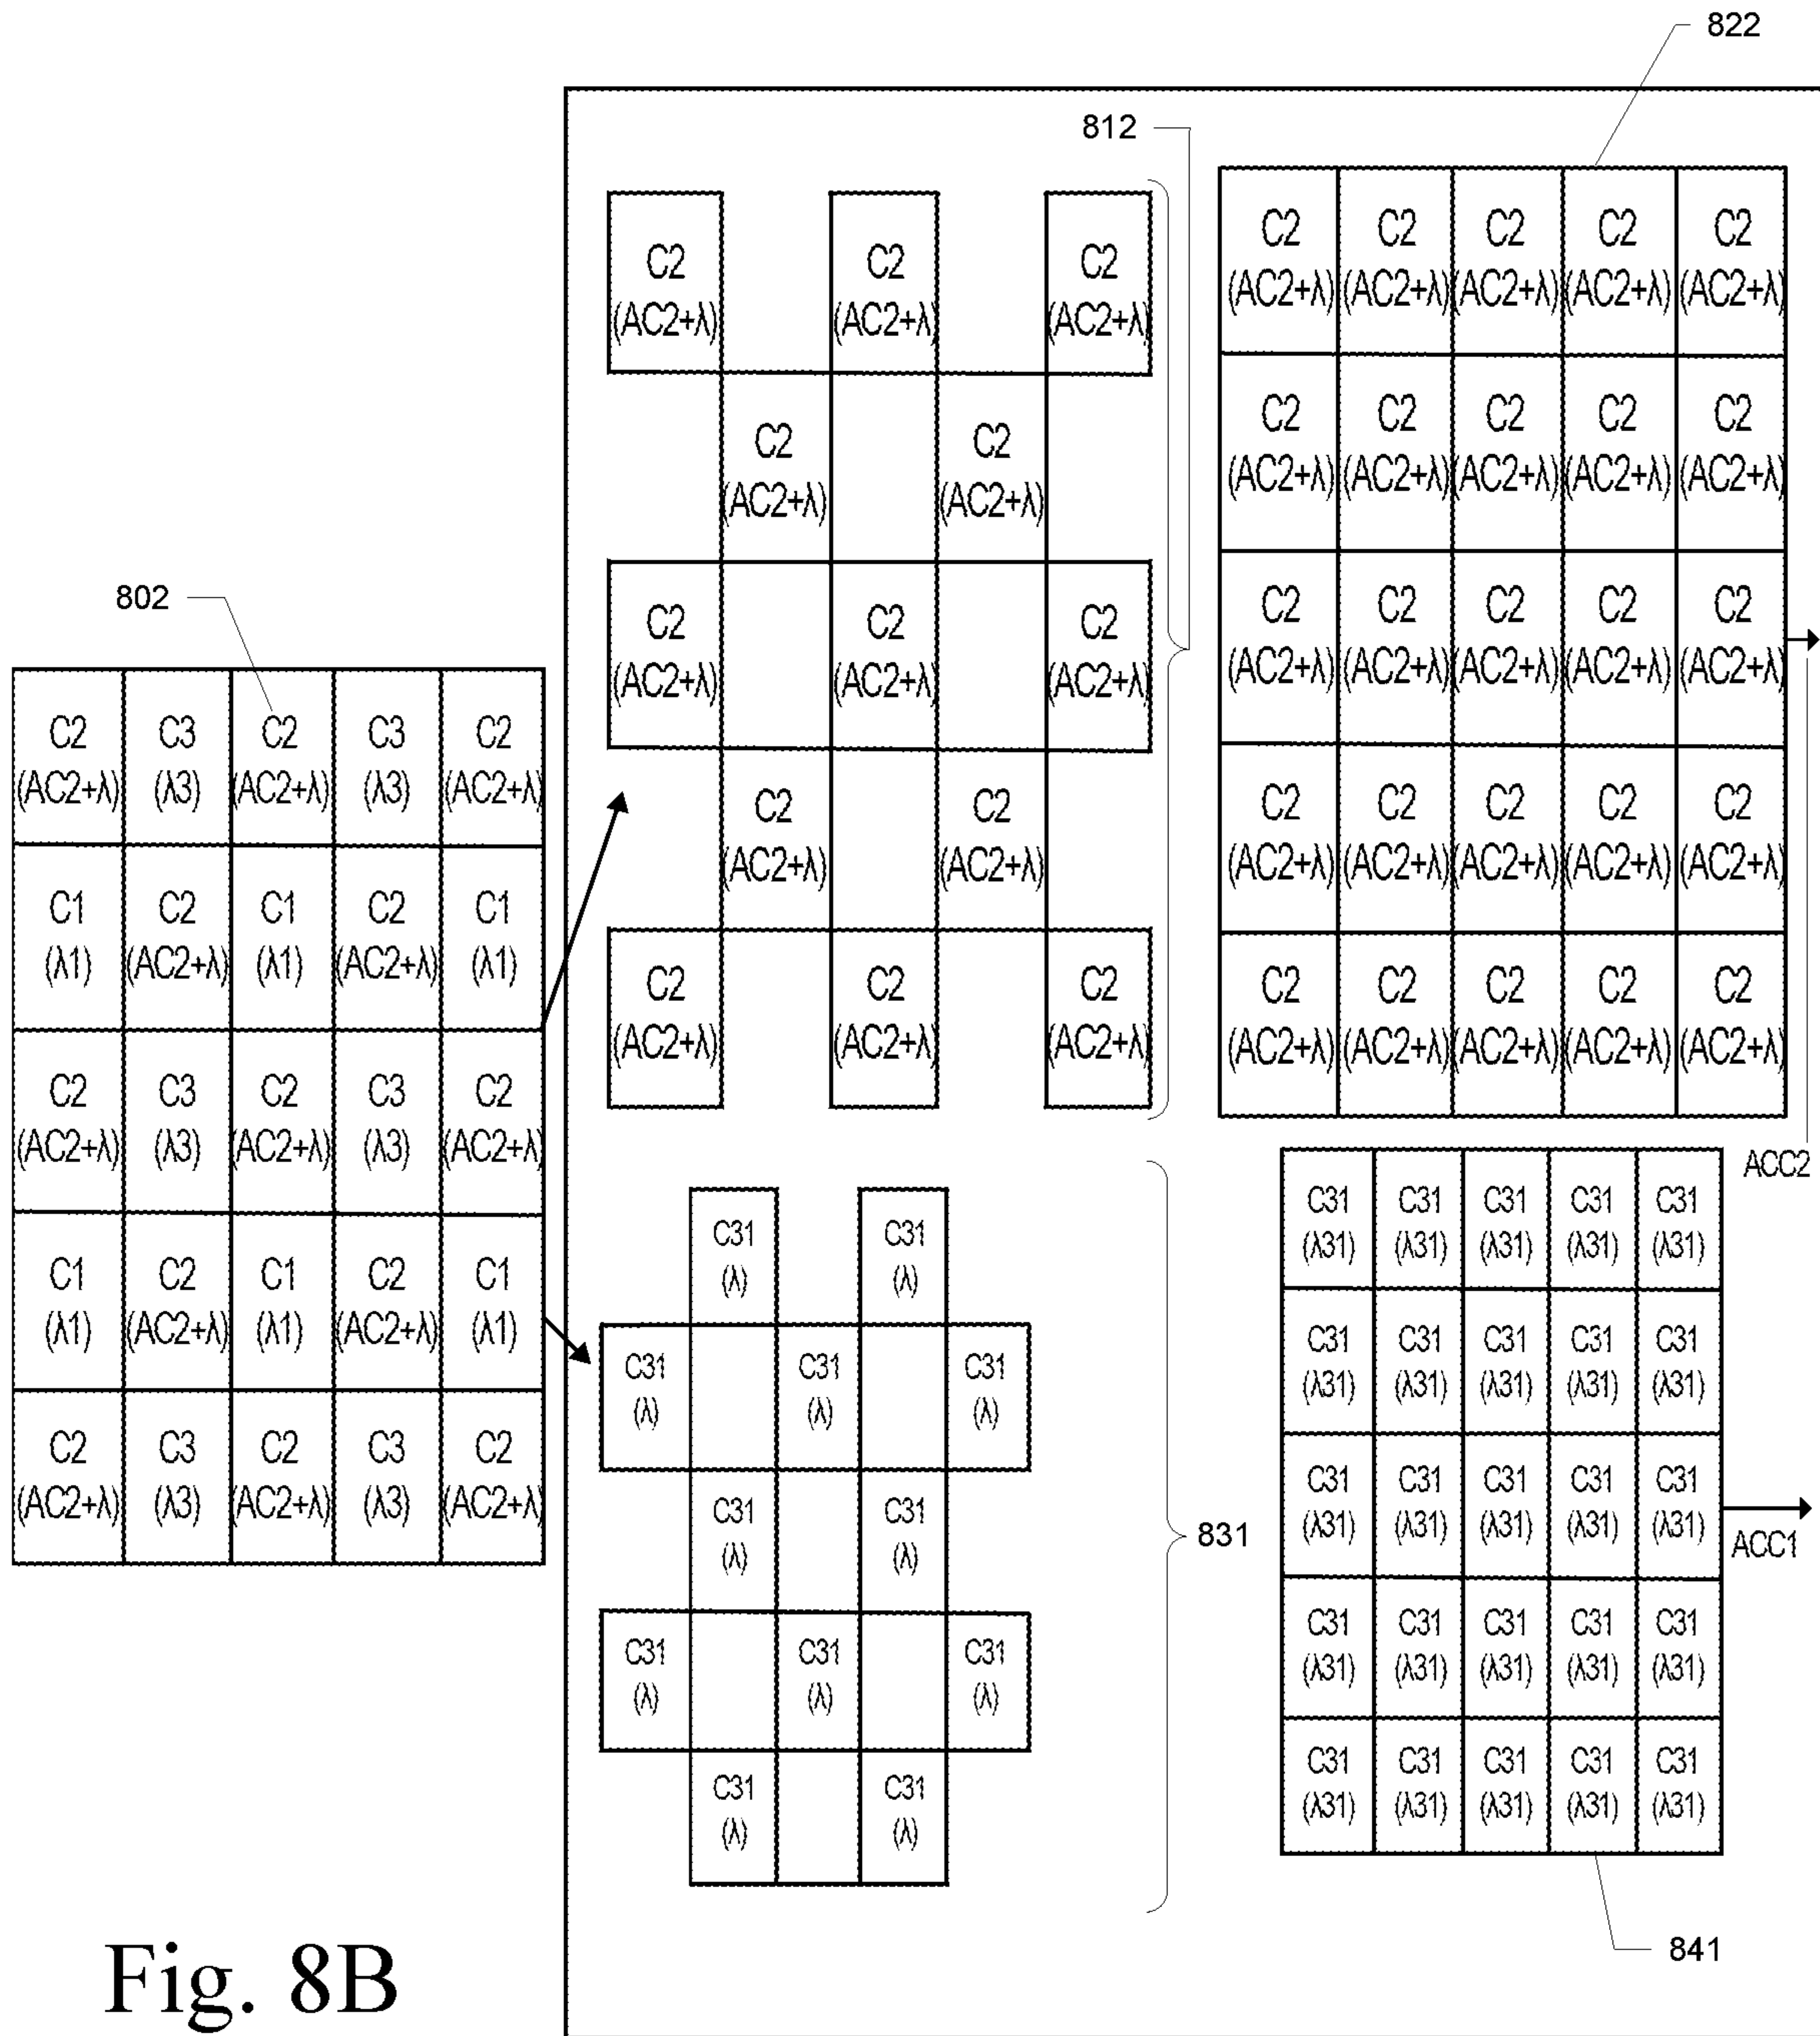 822
812
C2 C2 C2
(AC2+λ) (AC2+λ) (AC2+λ)
C2 C2
(AC2+λ) (AC2+λ)
C2 C2 C2
(AC2+λ) (AC2+λ) (AC2+λ)
C2 C2
(AC2+λ) (AC2+λ)
C2 C2 C2
(AC2+λ) (AC2+λ) (AC2+λ)
C2 C2 C2 C2 C2
(AC2+λ) (AC2+λ) (AC2+λ) (AC2+λ) (AC2+λ)
C2 C2 C2 C2 C2
(AC2+λ) (AC2+λ) (AC2+λ) (AC2+λ) (AC2+λ)
C2 C2 C2 C2 C2
(AC2+λ) (AC2+λ) (AC2+λ) (AC2+λ) (AC2+λ)
C2 C2 C2 C2 C2
(AC2+λ) (AC2+λ) (AC2+λ) (AC2+λ) (AC2+λ)
C2 C2 C2 C2 C2
(AC2+λ) (AC2+λ) (AC2+λ) (AC2+λ) (AC2+λ)
ACC2
802
C2 C3 C2 C3 C2
(AC2+λ) (λ3) (AC2+λ) (λ3) (AC2+λ)
C1 C2 C1 C2 C1
(λ1) (AC2+λ) (λ1) (AC2+λ) (λ1)
C2 C3 C2 C3 C2
(AC2+λ) (λ3) (AC2+λ) (λ3) (AC2+λ)
C1 C2 C1 C2 C1
(λ1) (AC2+λ) (λ1) (AC2+λ) (λ1)
C2 C3 C2 C3 C2
(AC2+λ) (λ3) (AC2+λ) (λ3) (AC2+λ)
C31 C31
(λ) (λ)
C31 C31 C31
(λ) (λ) (λ)
C31 C31
(λ) (λ)
C31 C31 C31
(λ) (λ) (λ)
C31 C31
(λ) (λ)
831
C31 C31 C31 C31 C31
(λ31) (λ31) (λ31) (λ31) (λ31)
C31 C31 C31 C31 C31
(λ31) (λ31) (λ31) (λ31) (λ31)
C31 C31 C31 C31 C31
(λ31) (λ31) (λ31) (λ31) (λ31)
C31 C31 C31 C31 C31
(λ31) (λ31) (λ31) (λ31) (λ31)
C31 C31 C31 C31 C31
(λ31) (λ31) (λ31) (λ31) (λ31)
ACC1
841
Fig. 8B